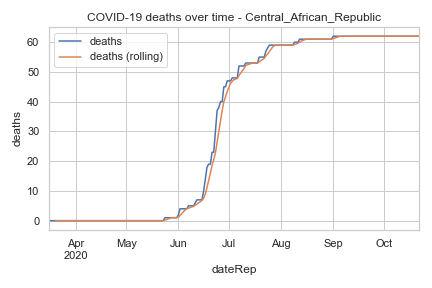 COVID-19 deaths over time - Central_African_Republic
deaths
deaths (rolling)
60
50
40
30
20
10
0
deaths
Apr May Jun Jul Aug Sep Oct
2020
dateRep